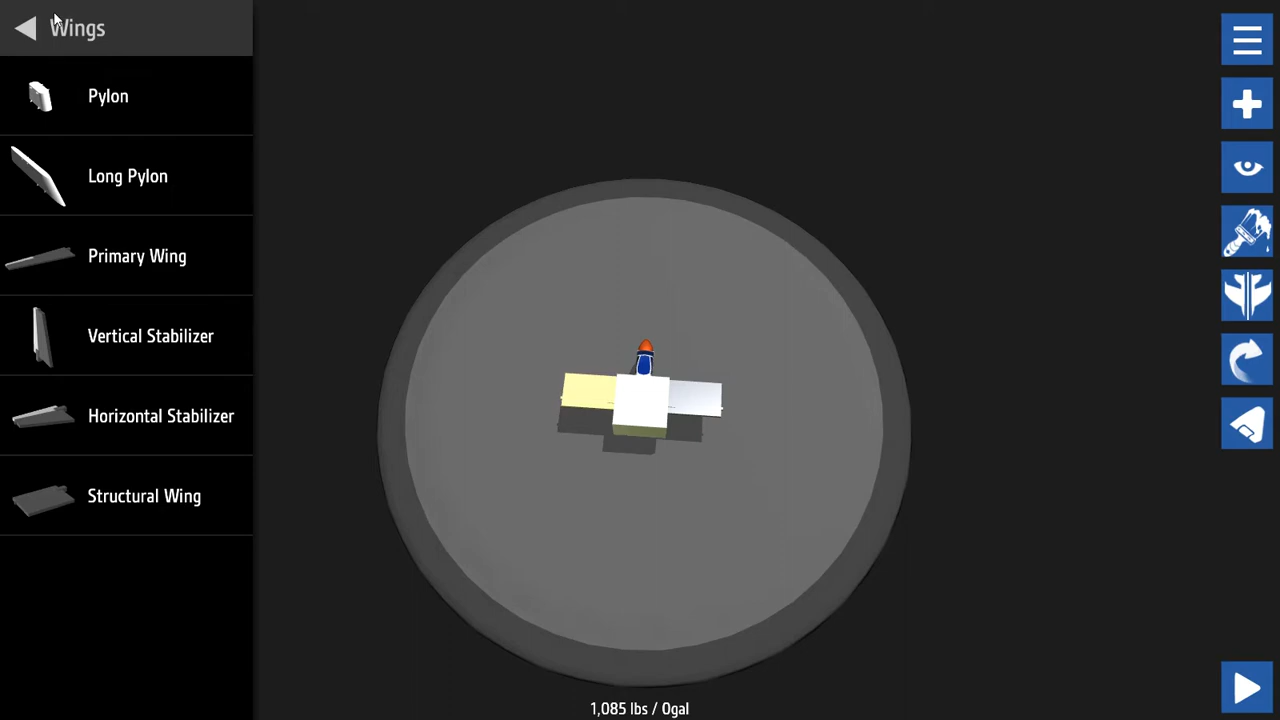 Wings
Pylon
Long Pylon
Primary Wing
Vertical Stabilizer
Horizontal Stabilizer
Structural Wing
1,085 lbs / 0gal